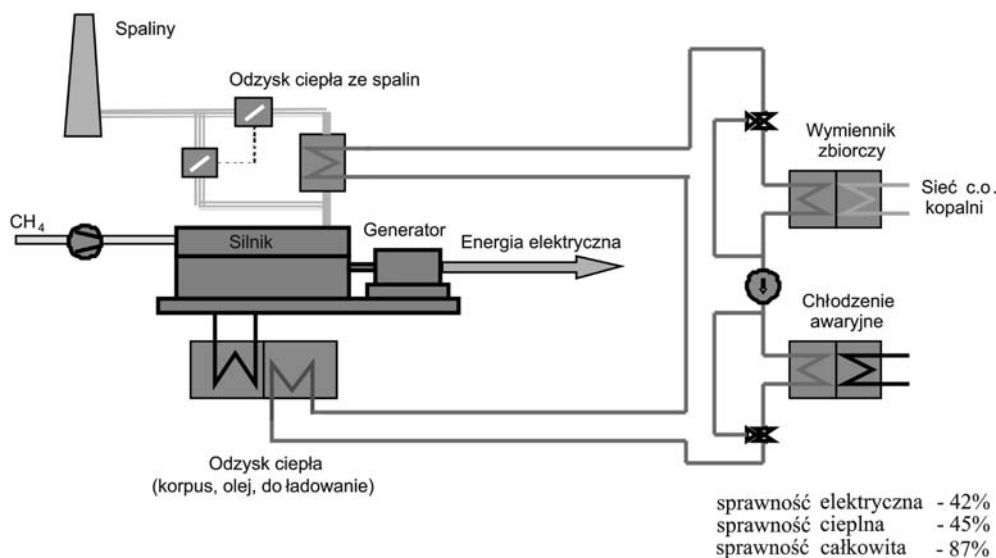 Spaliny
Odzysk ciepła ze spalin
Wymiennik
zbiorczy
Sieć c.o.
kopalni
CH4
Silnik
Generator
Energia elektryczna
Chłodzenie
awaryjne
Odzysk ciepła
(korpus, olej, do ładowanie)
sprawność elektryczna - 42%
sprawność cieplna - 45%
sprawność całkowita - 87%